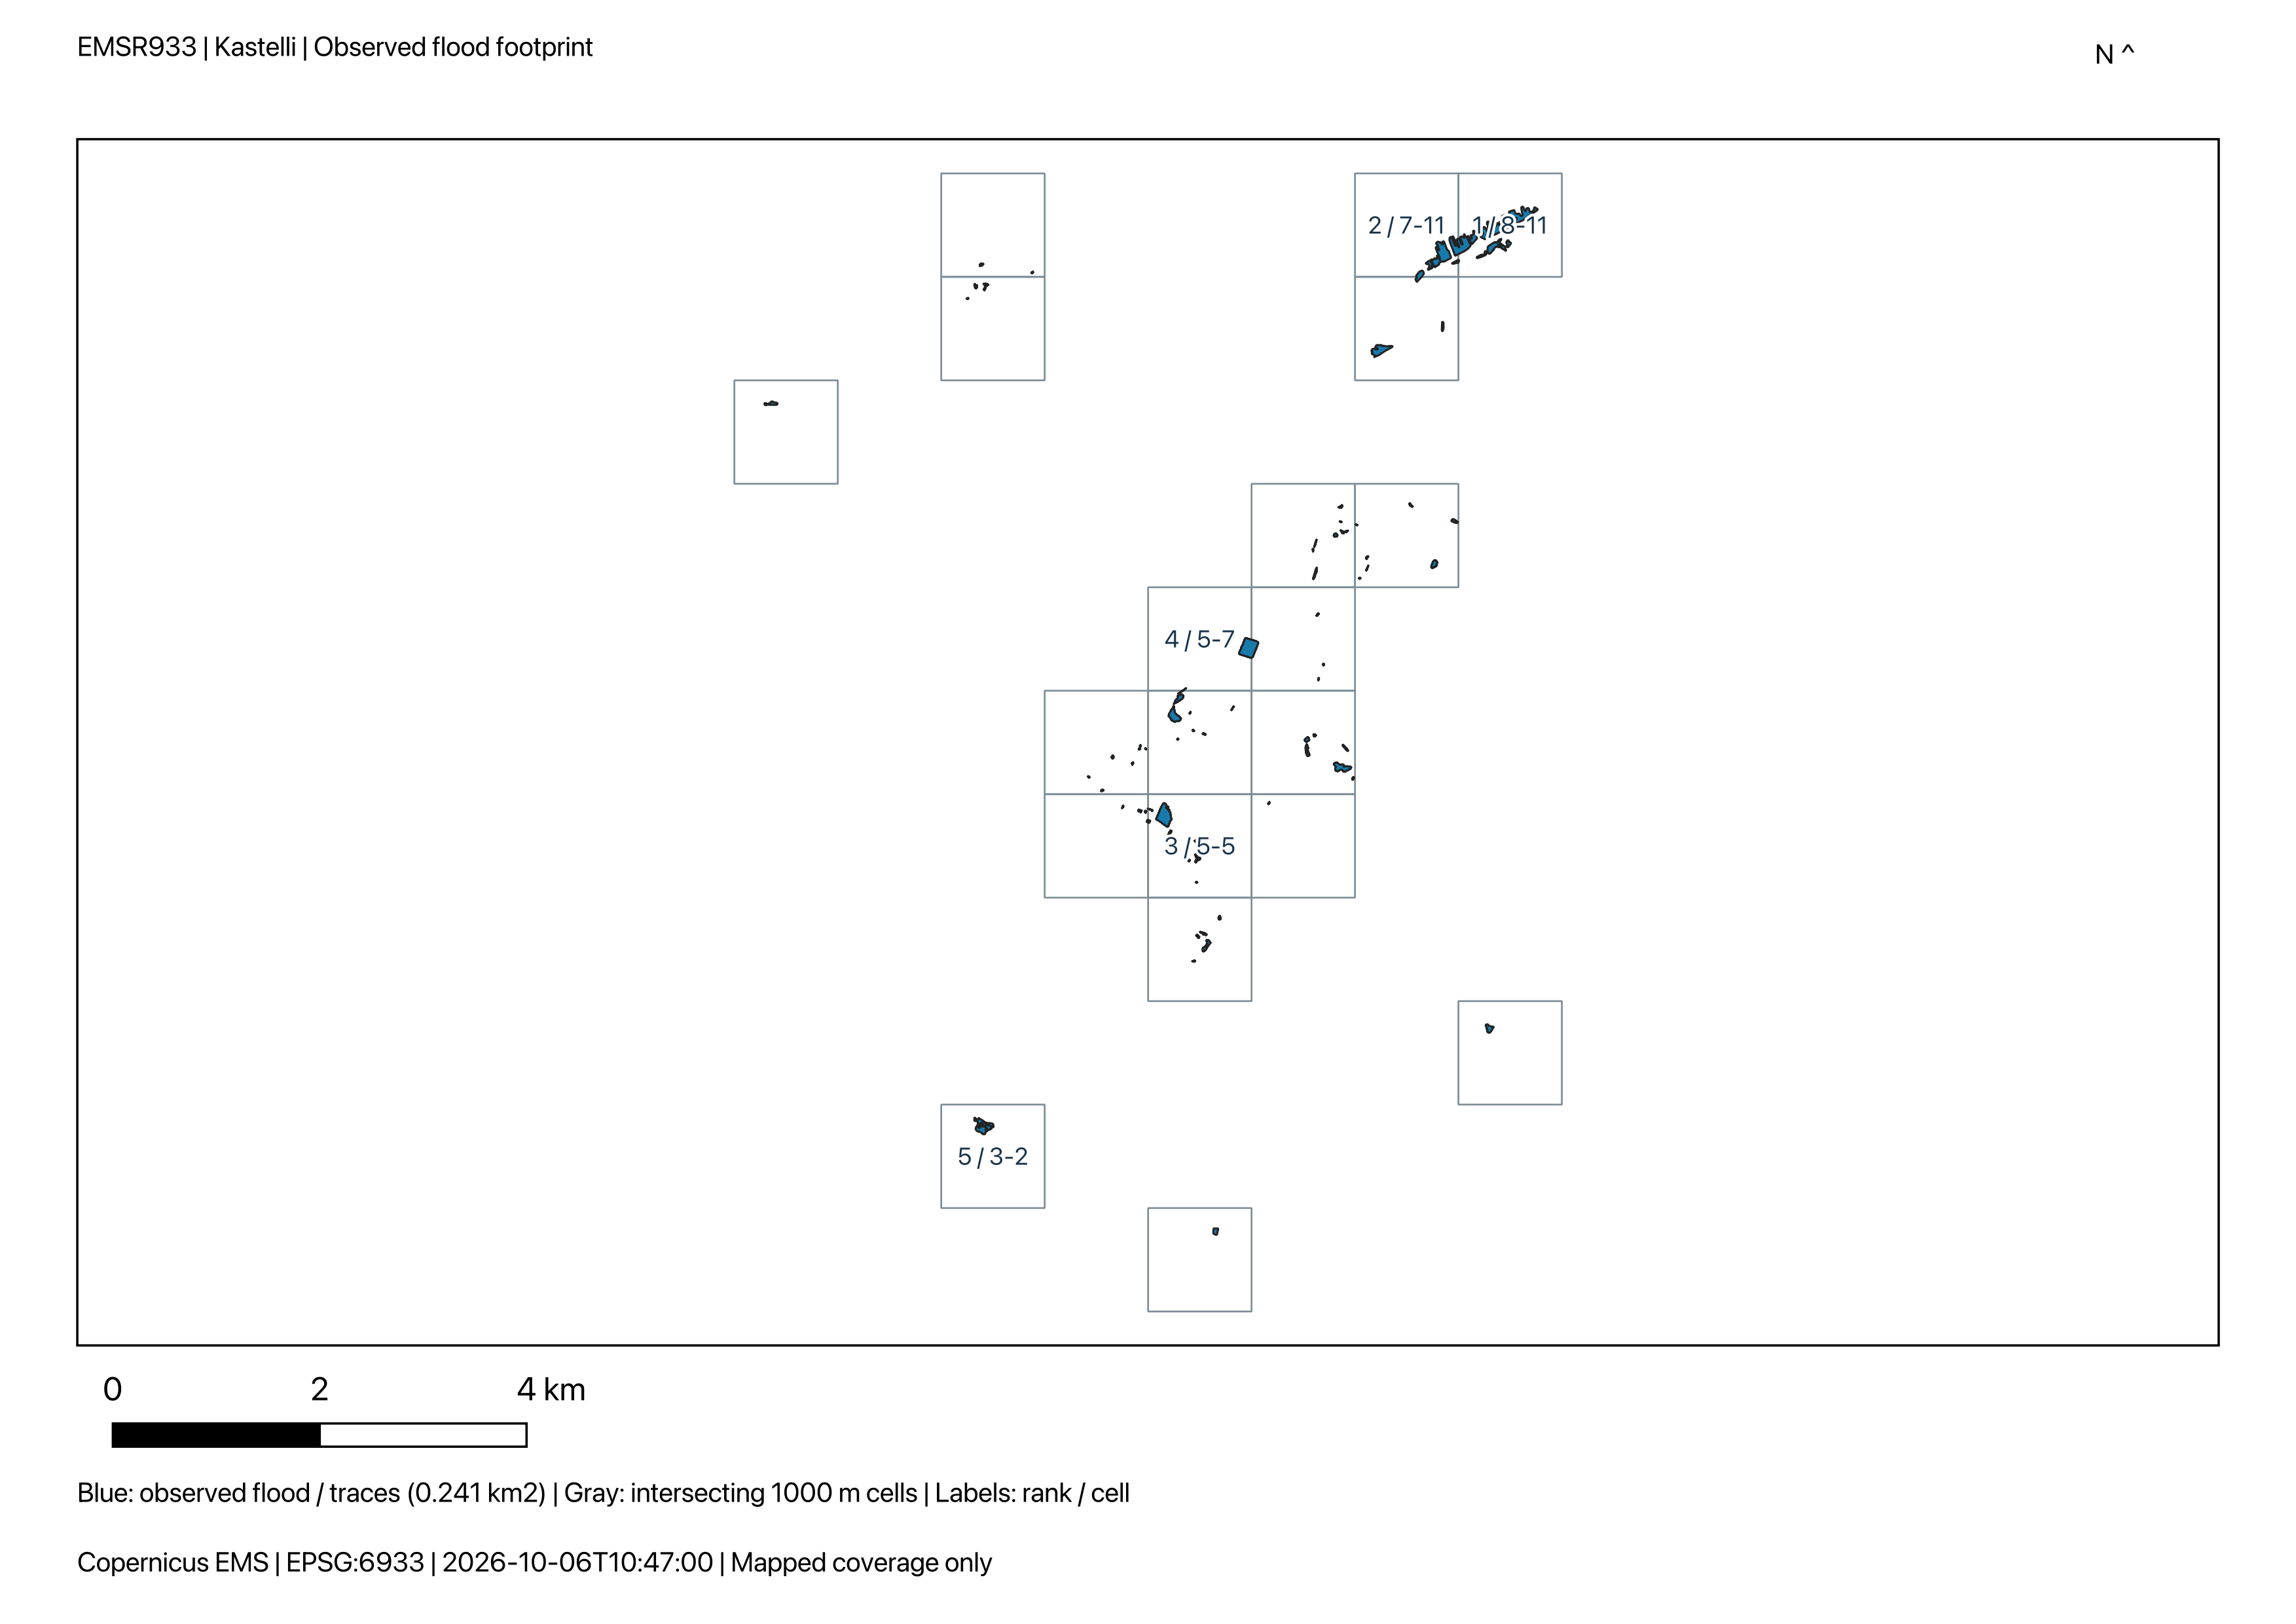 EMSR933 | Kastelli | Observed flood footprint
N ^
2 / 7-11
1 / 8-11
4 / 5-7
3 / 5-5
5 / 3-2
0 2 4 km
Blue: observed flood / traces (0.241 km2) | Gray: intersecting 1000 m cells | Labels: rank / cell
Copernicus EMS | EPSG:6933 | 2026-10-06T10:47:00 | Mapped coverage only